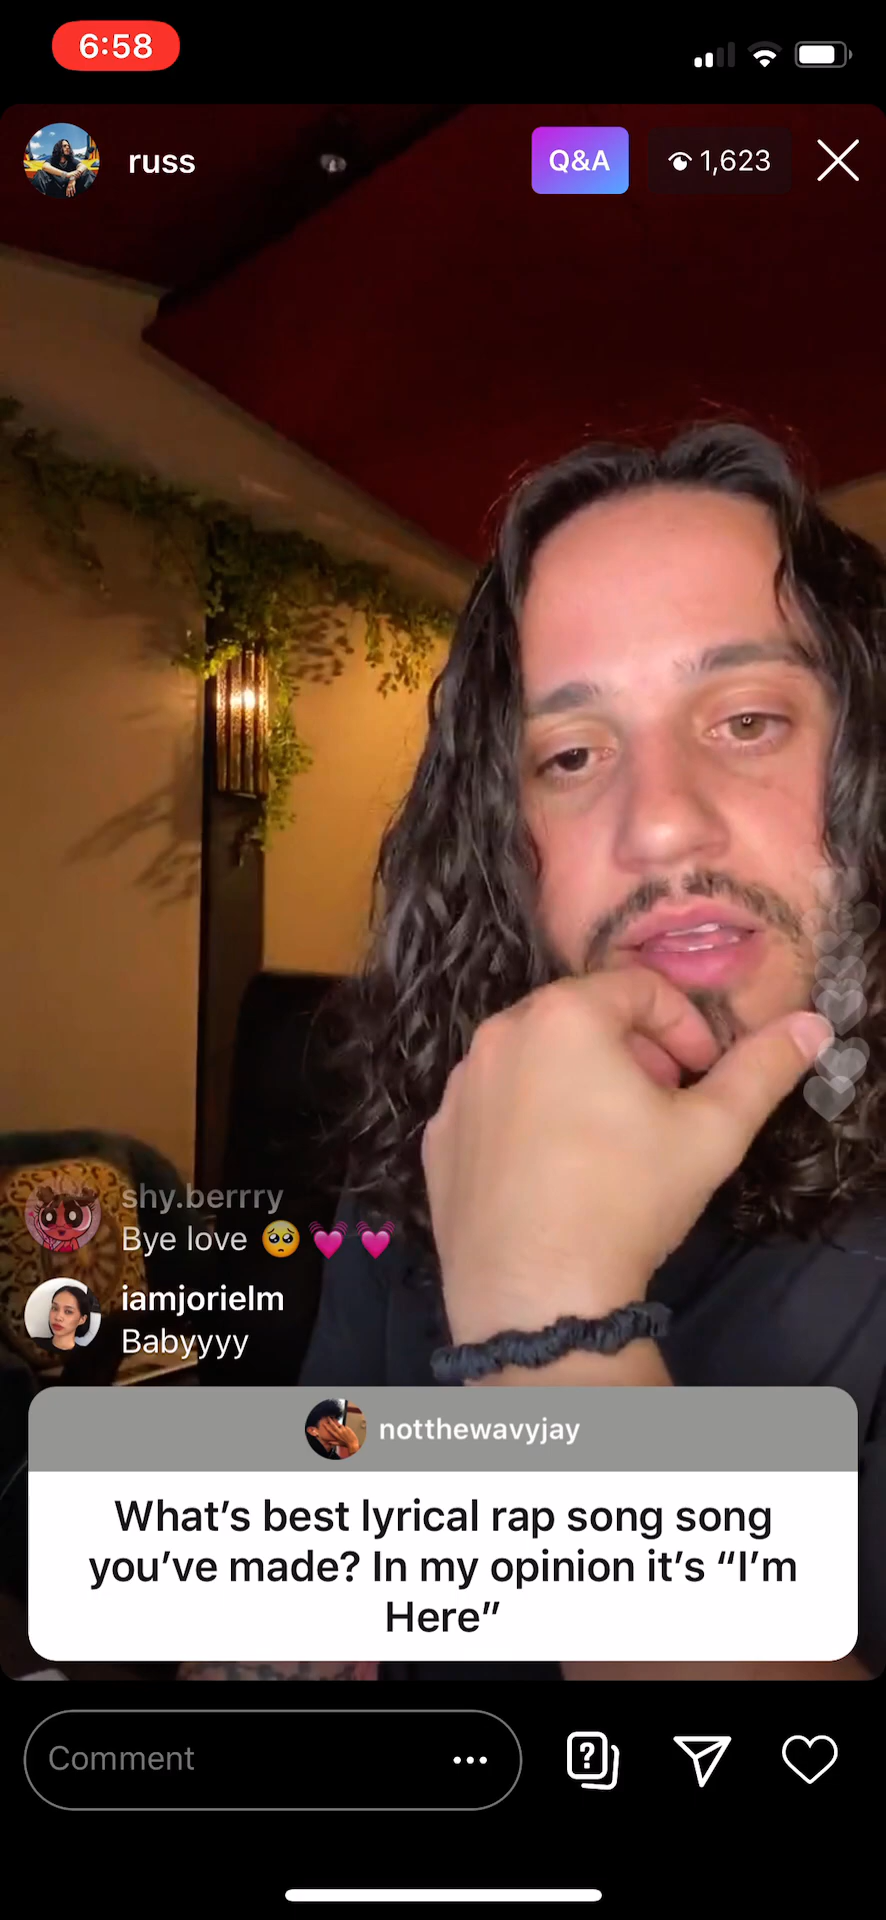 6:58
russ
Q&A
1,623
shy.berrry
Bye love 🥺 💓 💓
iamjorielm
Babyyyy
notthewavyjay
What’s best lyrical rap song song
you’ve made? In my opinion it’s “I’m
Here”
Comment
?